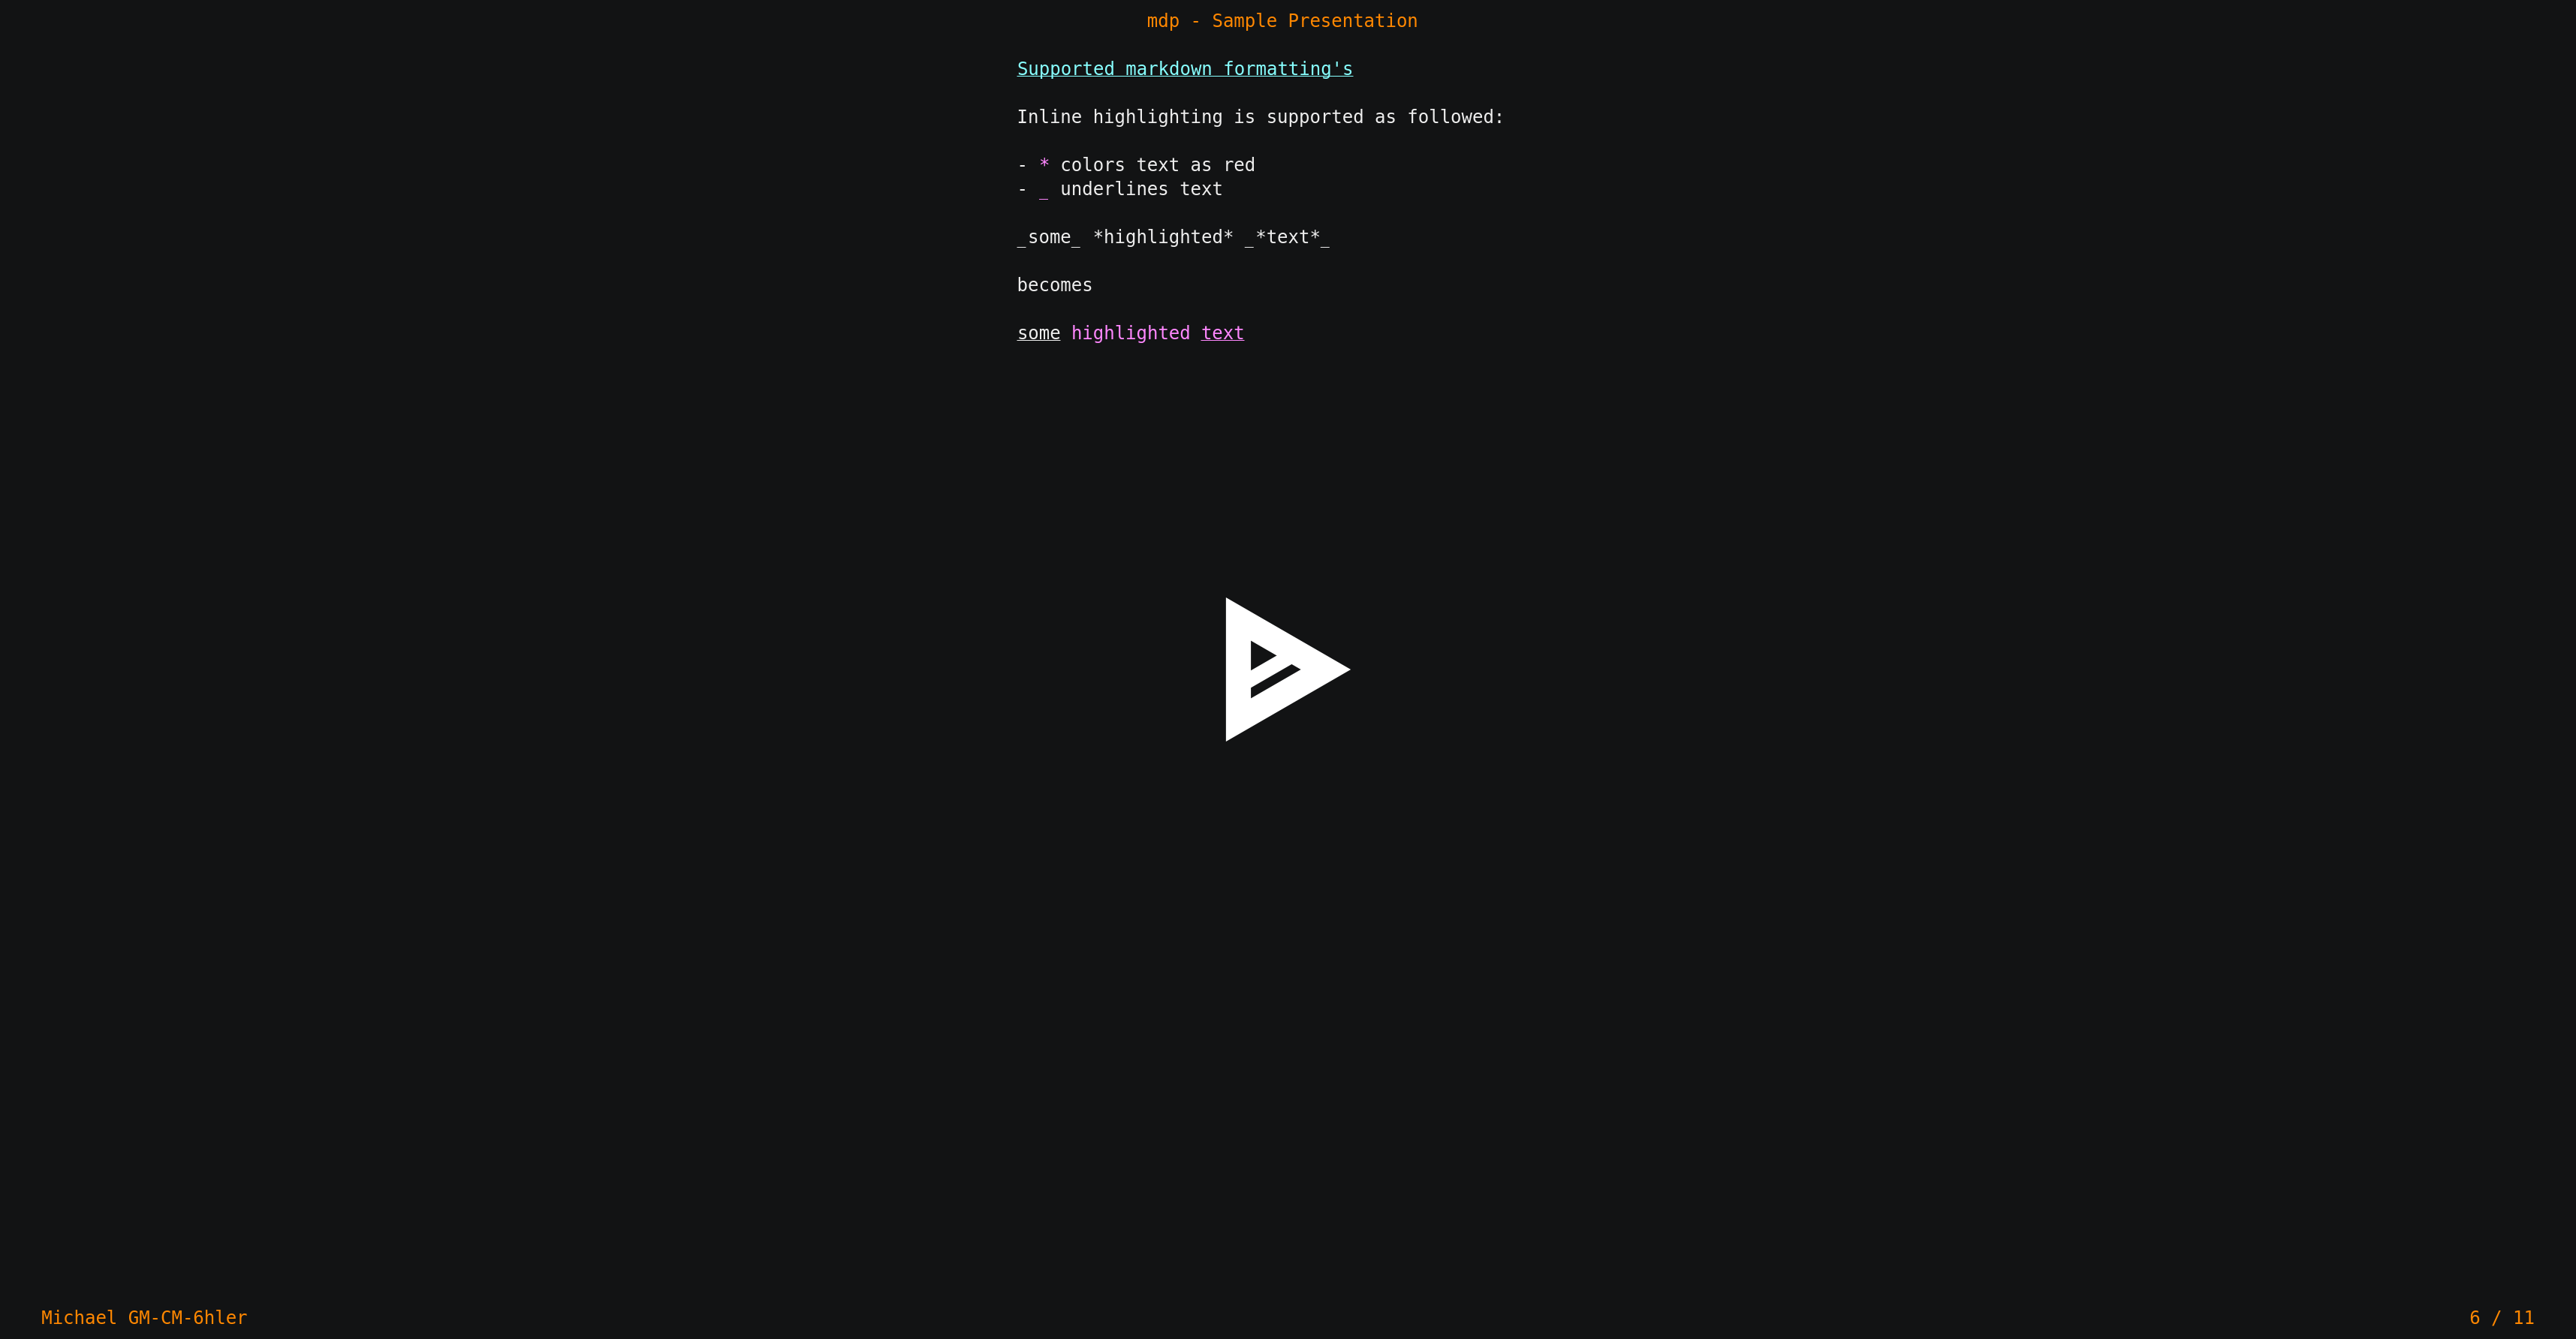 mdp - Sample Presentation
Supported markdown formatting's
Inline highlighting is supported as followed:
- * colors text as red
- _ underlines text
_some_ *highlighted* _*text*_
becomes
some highlighted text
Michael GM-CM-6hler
6 / 11